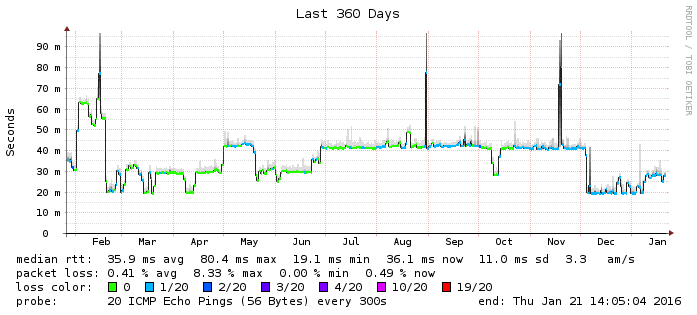 Last 360 Days
RRDTOOL / TOBI OETIKER
Seconds
90 m
80 m
70 m
60 m
50 m
40 m
30 m
20 m
10 m
0
Feb Mar Apr May Jun Jul Aug Sep Oct Nov Dec Jan
median rtt: 35.9 ms avg 80.4 ms max 19.1 ms min 36.1 ms now 11.0 ms sd 3.3 am/s
packet loss: 0.41 % avg 8.33 % max 0.00 % min 0.49 % now
loss color: 0 1/20 2/20 3/20 4/20 10/20 19/20
probe: 20 ICMP Echo Pings (56 Bytes) every 300s end: Thu Jan 21 14:05:04 2016